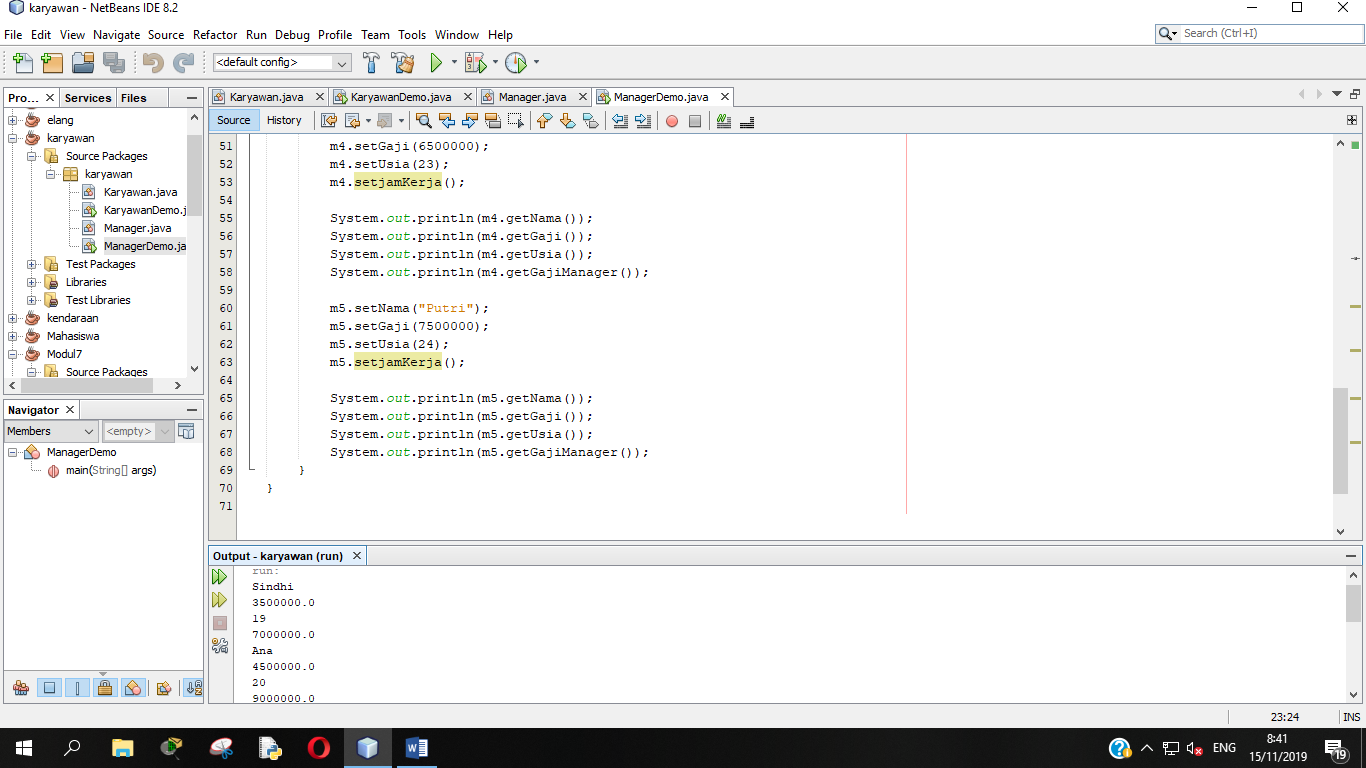 karyawan - NetBeans IDE 8.2
File Edit View Navigate Source Refactor Run Debug Profile Team Tools Window Help
Search (Ctrl+I)
<default config>
Pro... Services Files
elang
karyawan
Source Packages
karyawan
Karyawan.java
KaryawanDemo.j
Manager.java
ManagerDemo.ja
Test Packages
Libraries
Test Libraries
kendaraan
Mahasiswa
Modul7
Source Packages
Navigator
Members <empty>
ManagerDemo
main(String[] args)
Karyawan.java KaryawanDemo.java Manager.java ManagerDemo.java
Source History
51 m4.setGaji(6500000);
52 m4.setUsia(23);
53 m4.setjamKerja();
54
55 System.out.println(m4.getNama());
56 System.out.println(m4.getGaji());
57 System.out.println(m4.getUsia());
58 System.out.println(m4.getGajiManager());
59
60 m5.setNama("Putri");
61 m5.setGaji(7500000);
62 m5.setUsia(24);
63 m5.setjamKerja();
64
65 System.out.println(m5.getNama());
66 System.out.println(m5.getGaji());
67 System.out.println(m5.getUsia());
68 System.out.println(m5.getGajiManager());
69 }
70 }
71
Output - karyawan (run)
run:
Sindhi
3500000.0
19
7000000.0
Ana
4500000.0
20
9000000.0
23:24 INS
ENG
8:41
15/11/2019
19